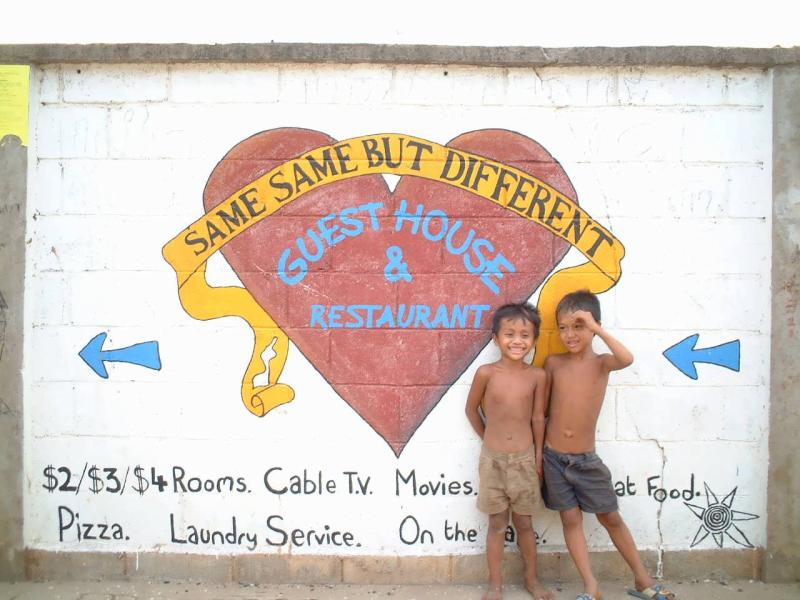 SAME SAME BUT DIFFERENT
GUEST HOUSE
&
RESTAURANT
$2/$3/$4 Rooms. Cable T.V. Movies. at Food.
Pizza. Laundry Service. On the